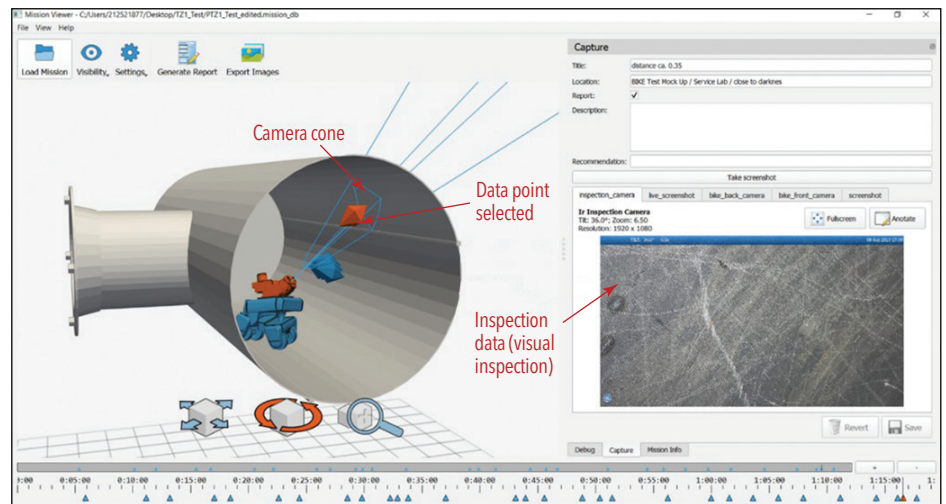 Mission Viewer - C:/Users/212521877/Desktop/TZ1_Test/PTZ1_Test_edited.mission_db
File View Help
Load Mission Visibility, Settings, Generate Report Export Images
Capture
Title: distance ca. 0.35
Location: BIKE Test Mock Up / Service Lab / close to darknes
Report:
Description:
Recommendation:
Take screenshot
inspection_camera live_screenshot bike_back_camera bike_front_camera screenshot
Ir Inspection Camera
Tilt: 36.0°; Zoom: 6.50
Resolution: 1920 x 1080
Fullscreen Anotate
Camera cone
Data point
selected
Inspection
data (visual
inspection)
Revert Save
Debug Capture Mission Info
+ -
0:05:00 0:10:00 0:15:00 0:20:00 0:25:00 0:30:00 0:35:00 0:40:00 0:45:00 0:50:00 0:55:00 1:00:00 1:05:00 1:10:00 1:15:00 1: